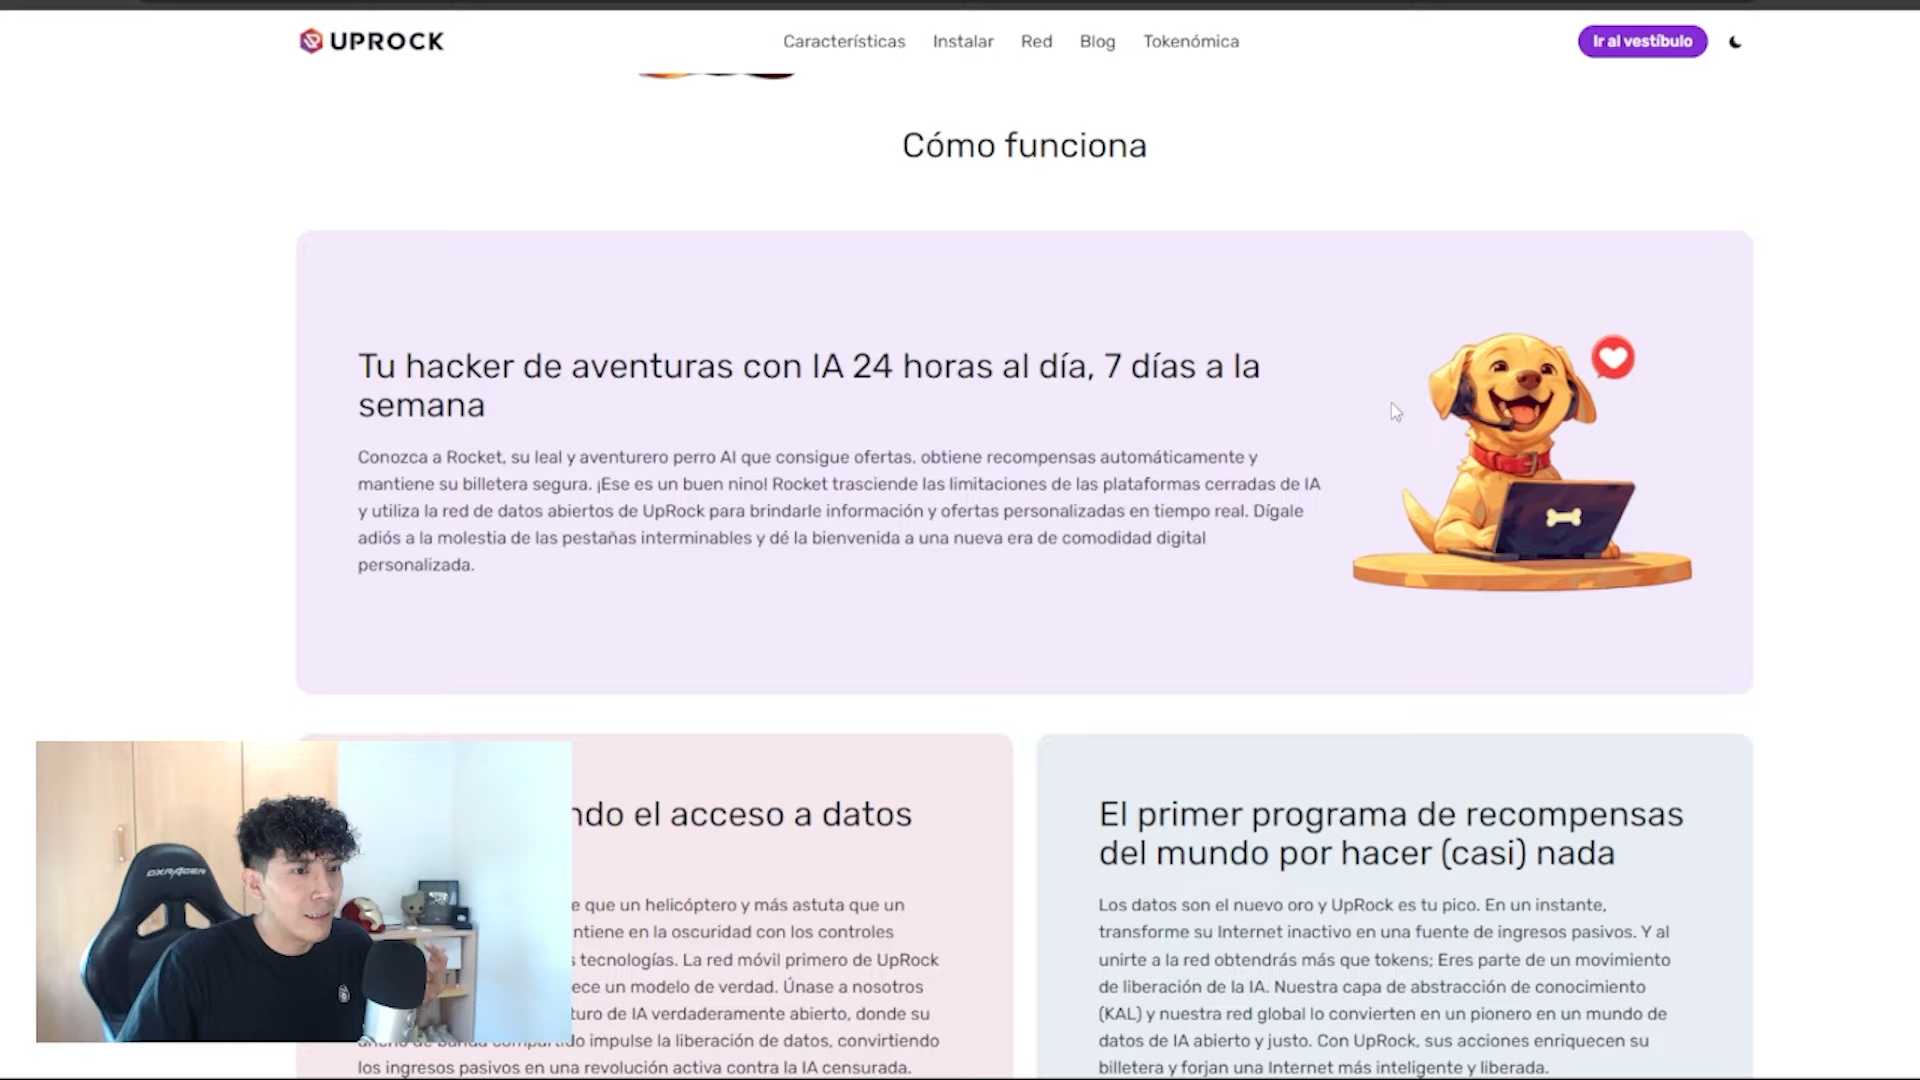 UPROCK
Características Instalar Red Blog Tokenómica
Ir al vestíbulo
Cómo funciona
Tu hacker de aventuras con IA 24 horas al día, 7 días a la
semana
Conozca a Rocket, su leal y aventurero perro AI que consigue ofertas, obtiene recompensas automáticamente y
mantiene su billetera segura. ¡Ese es un buen nino! Rocket trasciende las limitaciones de las plataformas cerradas de IA
y utiliza la red de datos abiertos de UpRock para brindarle información y ofertas personalizadas en tiempo real. Dígale
adiós a la molestia de las pestañas interminables y dé la bienvenida a una nueva era de comodidad digital
personalizada.
ndo el acceso a datos
e que un helicóptero y más astuta que un
ntiene en la oscuridad con los controles
s tecnologías. La red móvil primero de UpRock
ece un modelo de verdad. Únase a nosotros
turo de IA verdaderamente abierto, donde su
ancho de banda compartido impulse la liberación de datos, convirtiendo
los ingresos pasivos en una revolución activa contra la IA censurada.
El primer programa de recompensas
del mundo por hacer (casi) nada
Los datos son el nuevo oro y UpRock es tu pico. En un instante,
transforme su Internet inactivo en una fuente de ingresos pasivos. Y al
unirte a la red obtendrás más que tokens; Eres parte de un movimiento
de liberación de la IA. Nuestra capa de abstracción de conocimiento
(KAL) y nuestra red global lo convierten en un pionero en un mundo de
datos de IA abierto y justo. Con UpRock, sus acciones enriquecen su
billetera y forjan una Internet más inteligente y liberada.
DXRACER